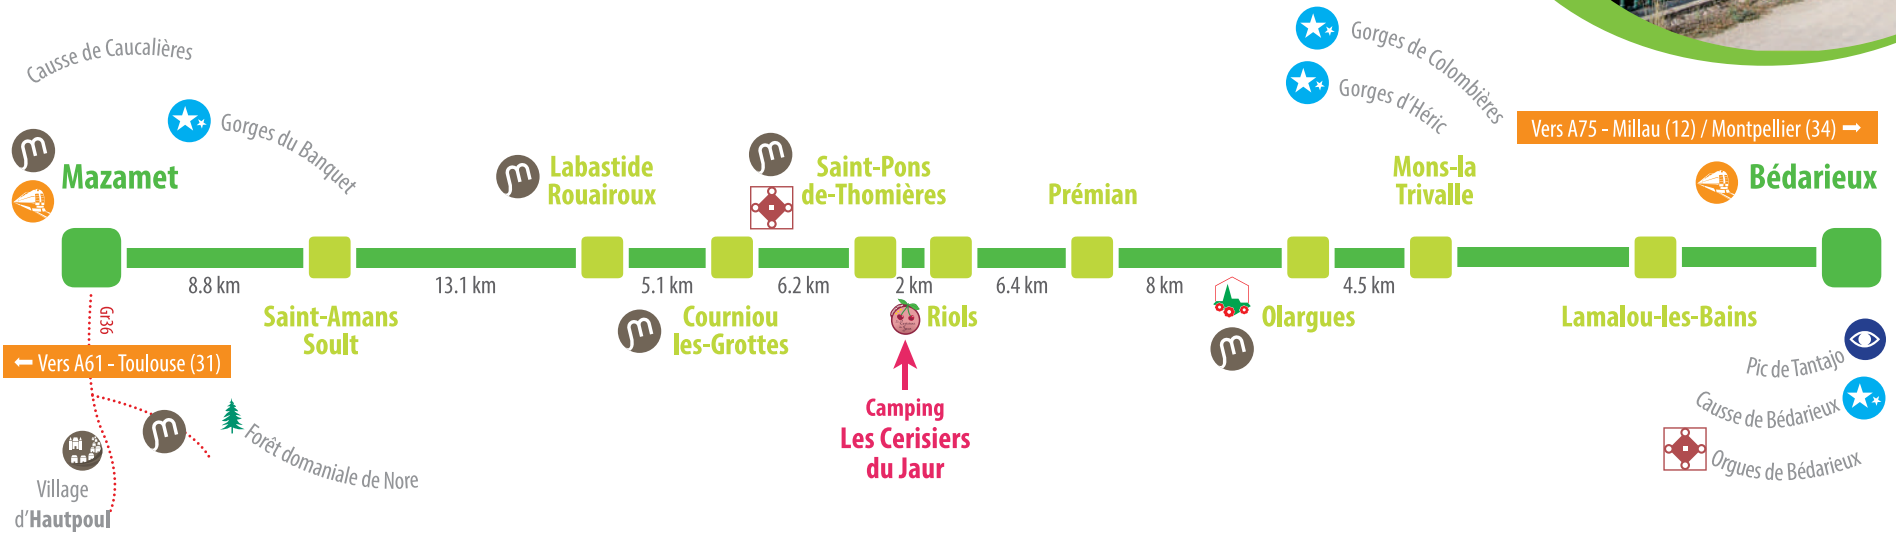 Causse de Caucalières
Gorges du Banquet
Mazamet
Labastide
Rouairoux
Saint-Pons
de-Thomières
Prémian
Gorges de Colombières
Gorges d'Héric
Mons-la
Trivalle
Vers A75 - Millau (12) / Montpellier (34) ➞
Bédarieux
8.8 km
13.1 km
5.1 km
6.2 km
2 km
6.4 km
8 km
4.5 km
Gr36
Saint-Amans
Soult
Courniou
les-Grottes
Riols
Olargues
Lamalou-les-Bains
← Vers A61 - Toulouse (31)
Camping
Les Cerisiers
du Jaur
Pic de Tantajo
Causse de Bédarieux
Orgues de Bédarieux
Forêt domaniale de Nore
Village
d'Hautpoul